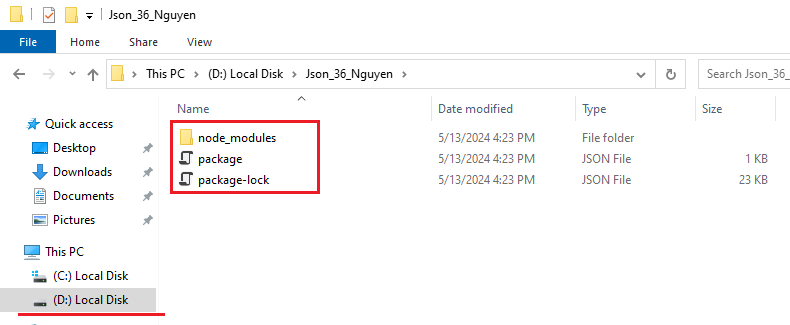 Json_36_Nguyen
File Home Share View
This PC > (D:) Local Disk > Json_36_Nguyen > Search Json_36_
Name Date modified Type Size
Quick access
Desktop
Downloads
Documents
Pictures
This PC
(C:) Local Disk
(D:) Local Disk
node_modules 5/13/2024 4:23 PM File folder
package 5/13/2024 4:23 PM JSON File 1 KB
package-lock 5/13/2024 4:23 PM JSON File 23 KB